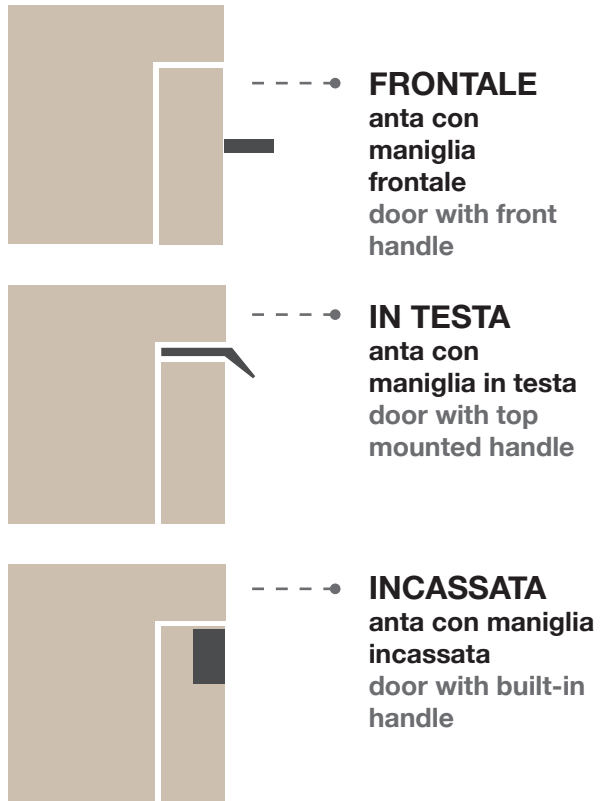 FRONTALE
anta con
maniglia
frontale
door with front
handle
IN TESTA
anta con
maniglia in testa
door with top
mounted handle
INCASSATA
anta con maniglia
incassata
door with built-in
handle